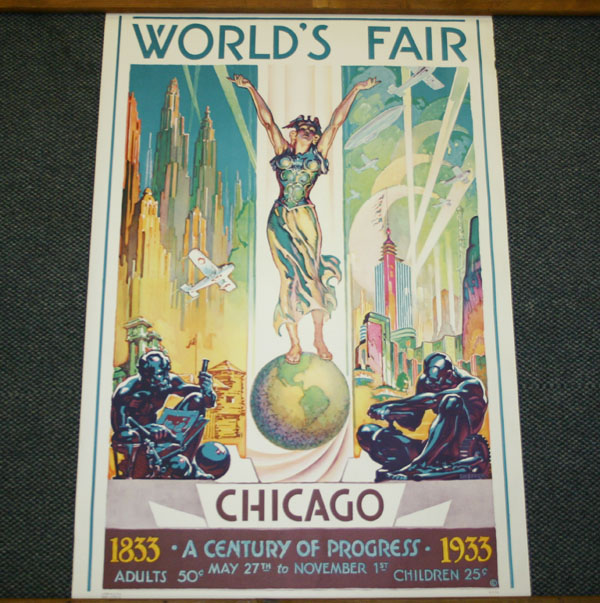 WORLD'S FAIR
CHICAGO
1833 · A CENTURY OF PROGRESS · 1933
ADULTS 50¢ MAY 27TH to NOVEMBER 1ST CHILDREN 25¢